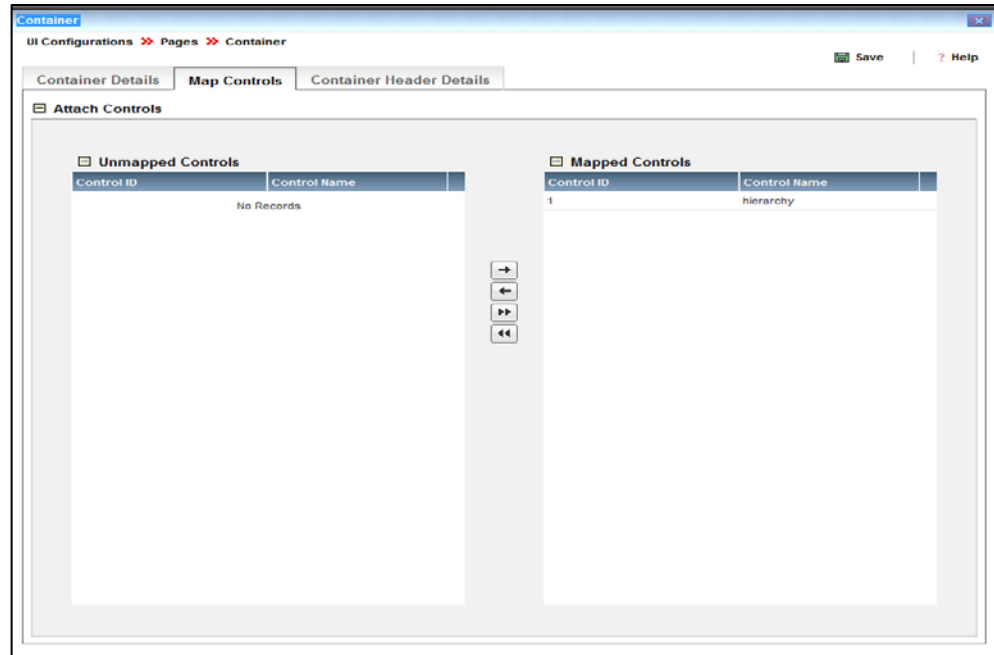 Container
UI Configurations >> Pages >> Container
Save | ? Help
Container Details Map Controls Container Header Details
Attach Controls
Unmapped Controls
Control ID Control Name
No Records
Mapped Controls
Control ID Control Name
1 hierarchy